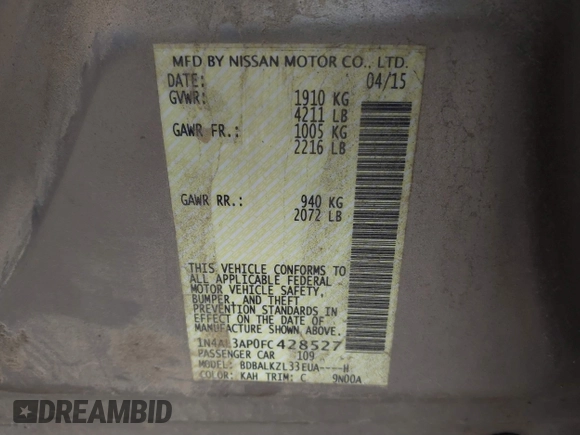 MFD BY NISSAN MOTOR CO., LTD.
DATE: 04/15
GVWR: 1910 KG
4211 LB
GAWR FR.: 1005 KG
2216 LB
GAWR RR.: 940 KG
2072 LB
THIS VEHICLE CONFORMS TO
ALL APPLICABLE FEDERAL
MOTOR VEHICLE SAFETY,
BUMPER, AND THEFT
PREVENTION STANDARDS IN
EFFECT ON THE DATE OF
MANUFACTURE SHOWN ABOVE.
1N4AL3AP0FC428527
PASSENGER CAR 109
MODEL: BDBALKZL33EUA----H
COLOR: KAH TRIM: C 9N00A
DREAMBID